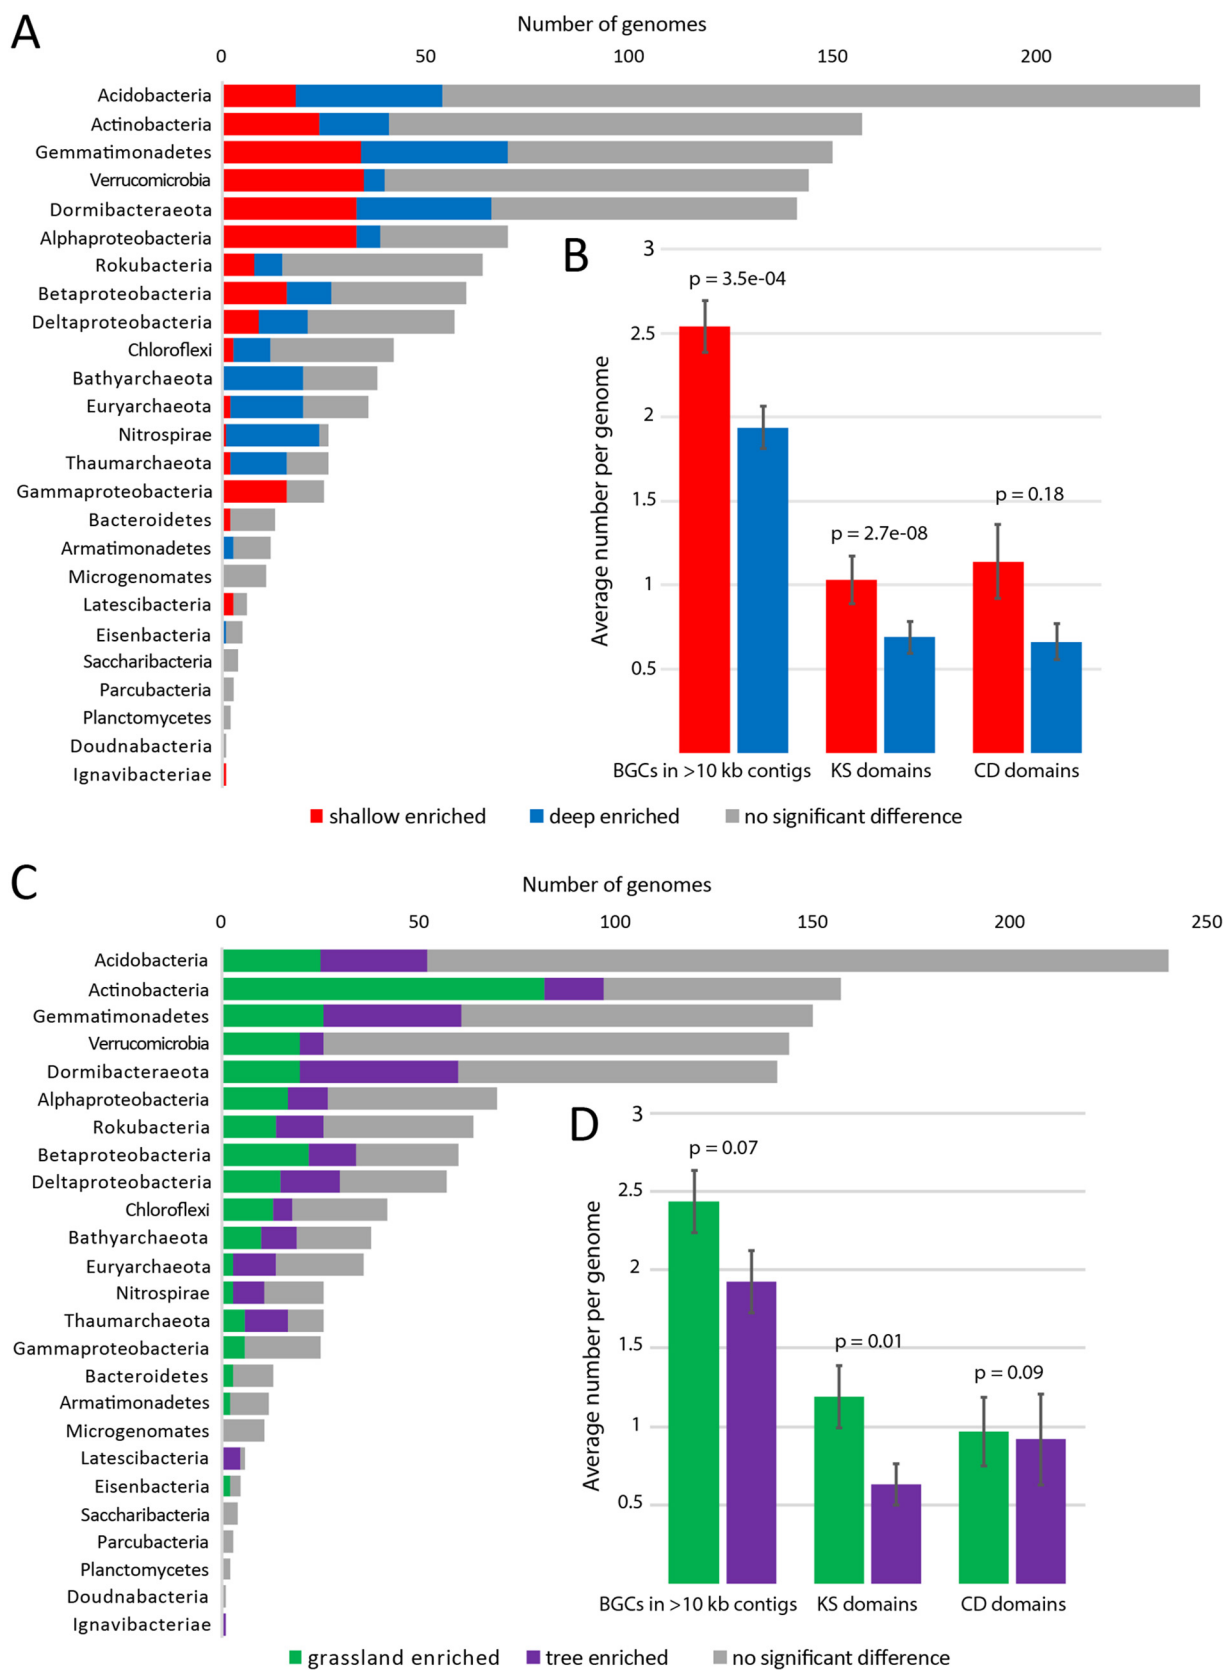 A
Number of genomes
0 50 100 150 200
Acidobacteria
Actinobacteria
Gemmatimonadetes
Verrucomicrobia
Dormibacteraeota
Alphaproteobacteria
Rokubacteria
Betaproteobacteria
Deltaproteobacteria
Chloroflexi
Bathyarchaeota
Euryarchaeota
Nitrospirae
Thaumarchaeota
Gammaproteobacteria
Bacteroidetes
Armatimonadetes
Microgenomates
Latescibacteria
Eisenbacteria
Saccharibacteria
Parcubacteria
Planctomycetes
Doudnabacteria
Ignavibacteriae
B
Average number per genome
3
2.5
2
1.5
1
0.5
p = 3.5e-04
p = 2.7e-08
p = 0.18
BGCs in >10 kb contigs KS domains CD domains
shallow enriched deep enriched no significant difference
C
Number of genomes
0 50 100 150 200 250
Acidobacteria
Actinobacteria
Gemmatimonadetes
Verrucomicrobia
Dormibacteraeota
Alphaproteobacteria
Rokubacteria
Betaproteobacteria
Deltaproteobacteria
Chloroflexi
Bathyarchaeota
Euryarchaeota
Nitrospirae
Thaumarchaeota
Gammaproteobacteria
Bacteroidetes
Armatimonadetes
Microgenomates
Latescibacteria
Eisenbacteria
Saccharibacteria
Parcubacteria
Planctomycetes
Doudnabacteria
Ignavibacteriae
D
Average number per genome
3
2.5
2
1.5
1
0.5
p = 0.07
p = 0.01
p = 0.09
BGCs in >10 kb contigs KS domains CD domains
grassland enriched tree enriched no significant difference